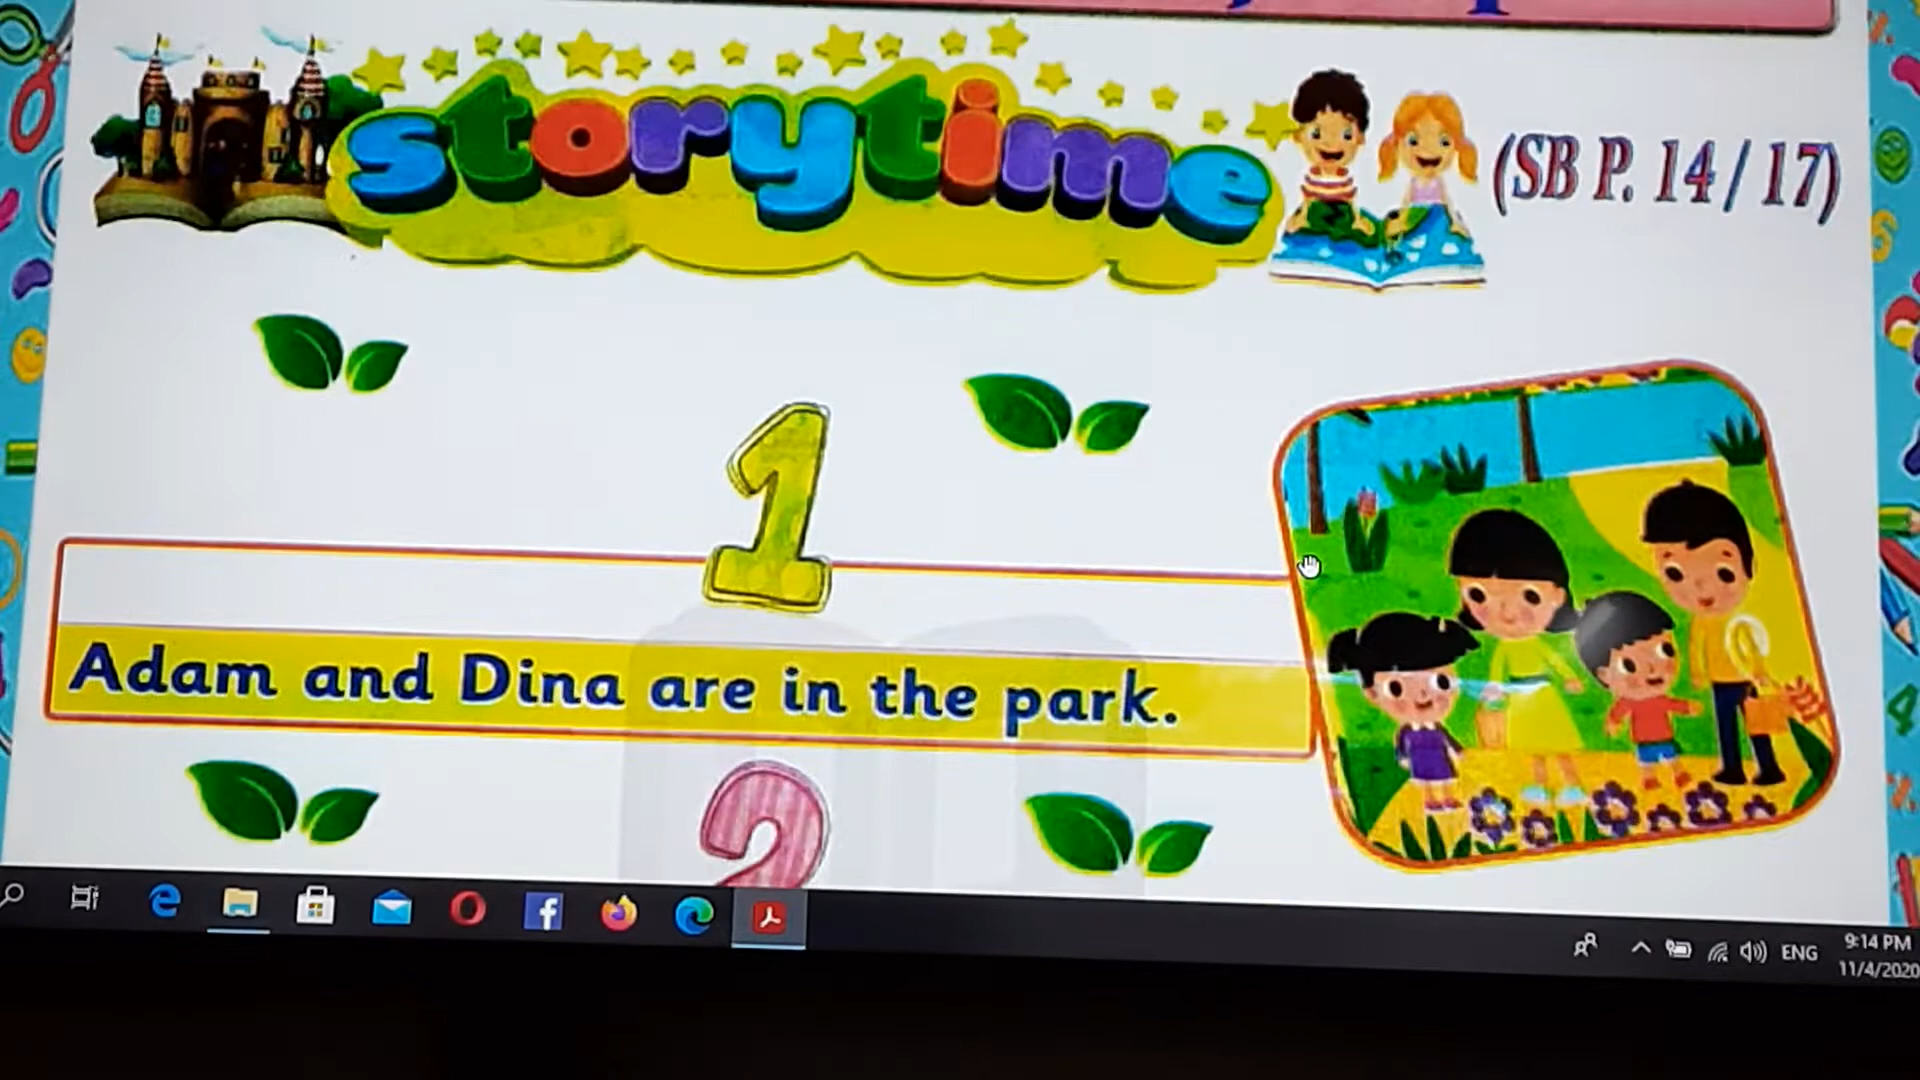 storytime
(SB P. 14 / 17)
1
Adam and Dina are in the park.
2
ENG
9:14 PM
11/4/2020